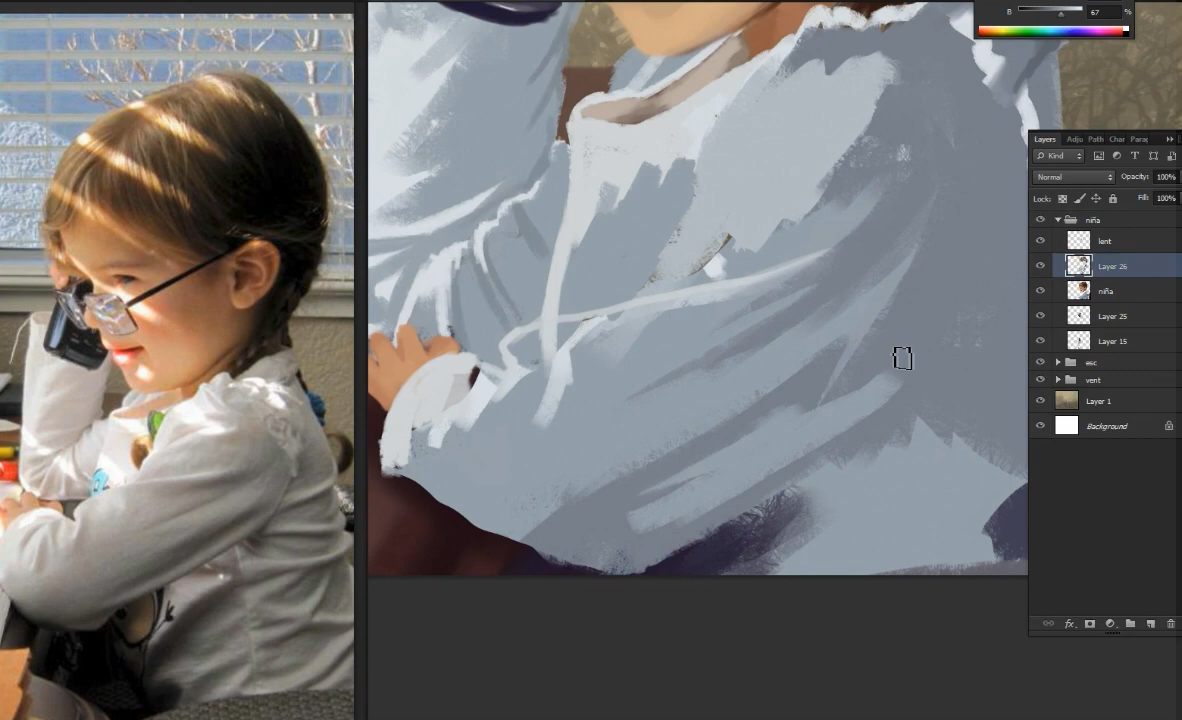 B 67 %
Layers Adju Path Char Para
Kind
Normal Opacity: 100%
Lock: Fill: 100%
niña
lent
Layer 26
niña
Layer 25
Layer 15
esc
vent
Layer 1
Background
fx